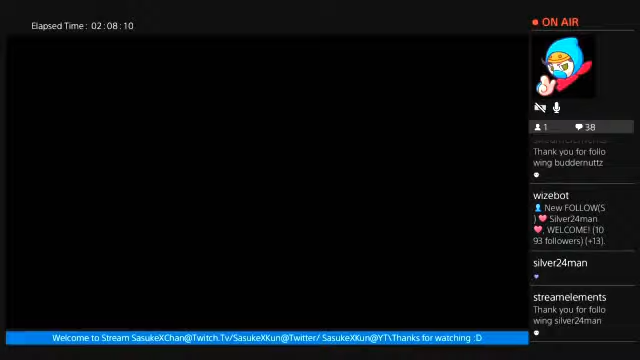 Elapsed Time : 02:08:10
ON AIR
1
38
Thank you for follo
wing buddernuttz
wizebot
New FOLLOW(S
) Silver24man
, WELCOME! (10
93 followers) (+13).
silver24man
streamelements
Thank you for follo
wing silver24man
Welcome to Stream SasukeXChan@Twitch.Tv/SasukeXKun@Twitter/ SasukeXKun@YT\Thanks for watching :D